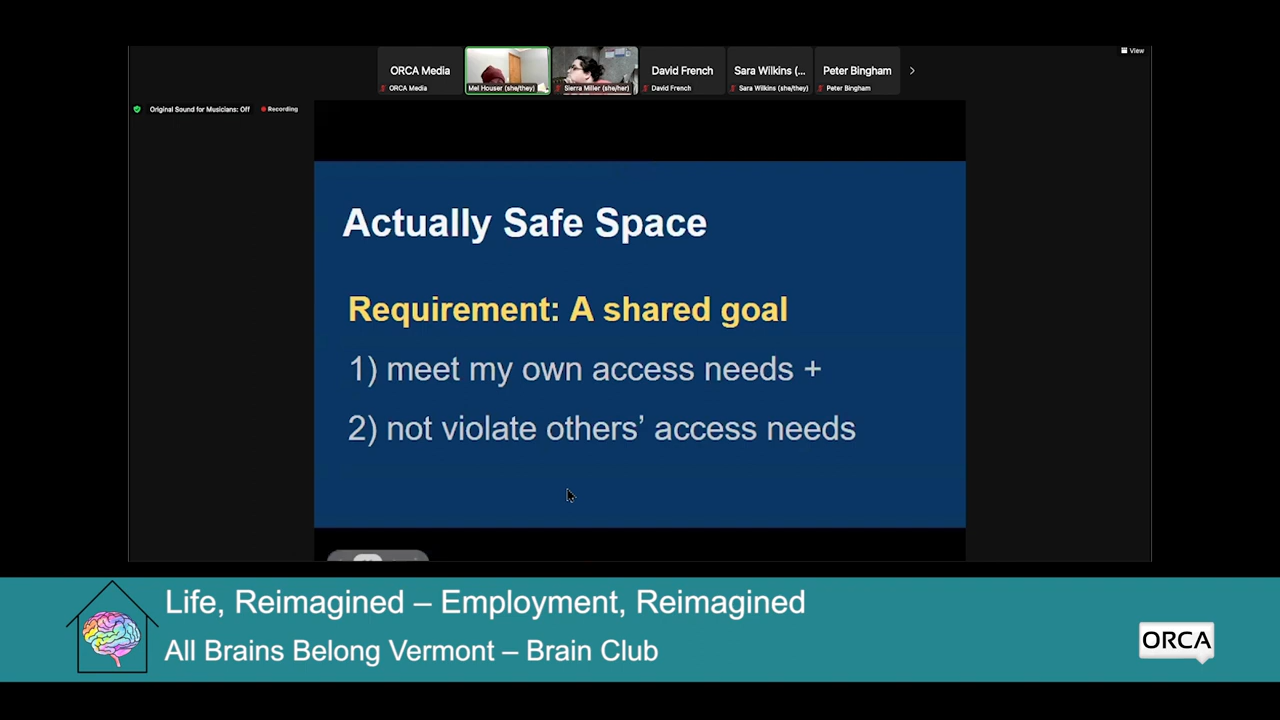 View
ORCA Media
David French
Sara Wilkins (...
Peter Bingham
ORCA Media
Mel Houser (she/they)
Sierra Miller (she/her)
David French
Sara Wilkins (she/they)
Peter Bingham
Original Sound for Musicians: Off
Recording
Actually Safe Space
Requirement: A shared goal
1) meet my own access needs +
2) not violate others’ access needs
Life, Reimagined – Employment, Reimagined
All Brains Belong Vermont – Brain Club
ORCA